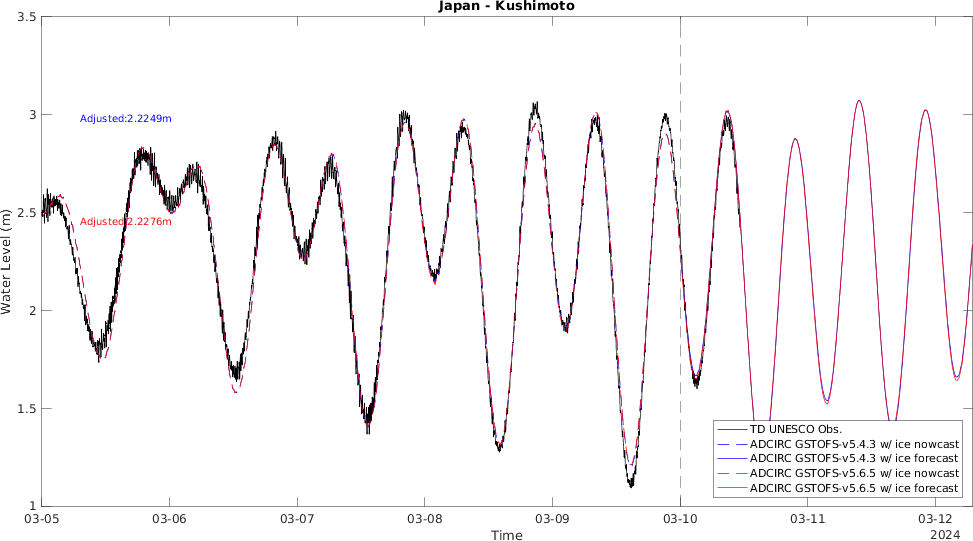 Japan - Kushimoto
3.5
3
2.5
2
1.5
1
Water Level (m)
Adjusted:2.2249m
Adjusted:2.2276m
TD UNESCO Obs.
ADCIRC GSTOFS-v5.4.3 w/ ice nowcast
ADCIRC GSTOFS-v5.4.3 w/ ice forecast
ADCIRC GSTOFS-v5.6.5 w/ ice nowcast
ADCIRC GSTOFS-v5.6.5 w/ ice forecast
03-05 03-06 03-07 03-08 03-09 03-10 03-11 03-12
Time
2024